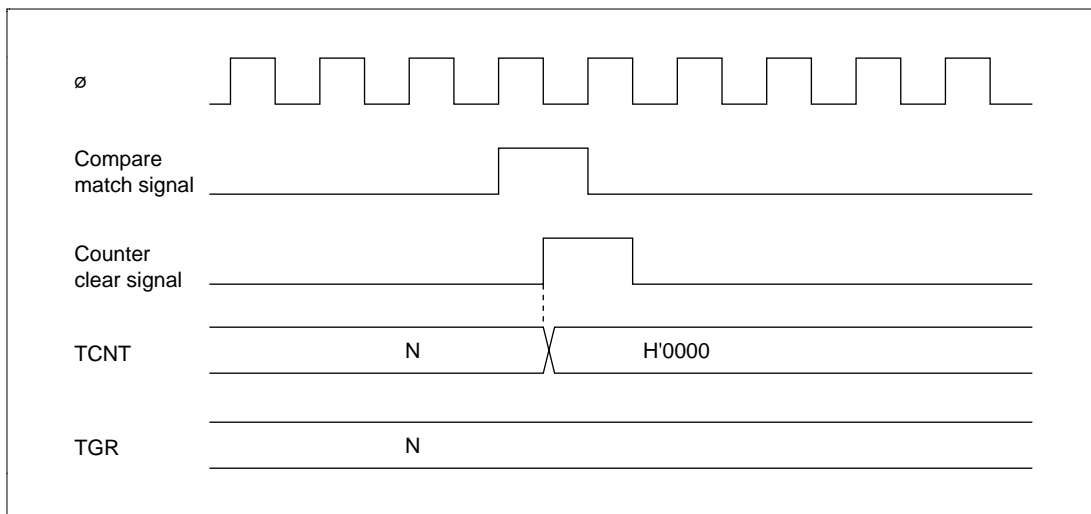 ø
Compare
match signal
Counter
clear signal
TCNT
N
H'0000
TGR
N